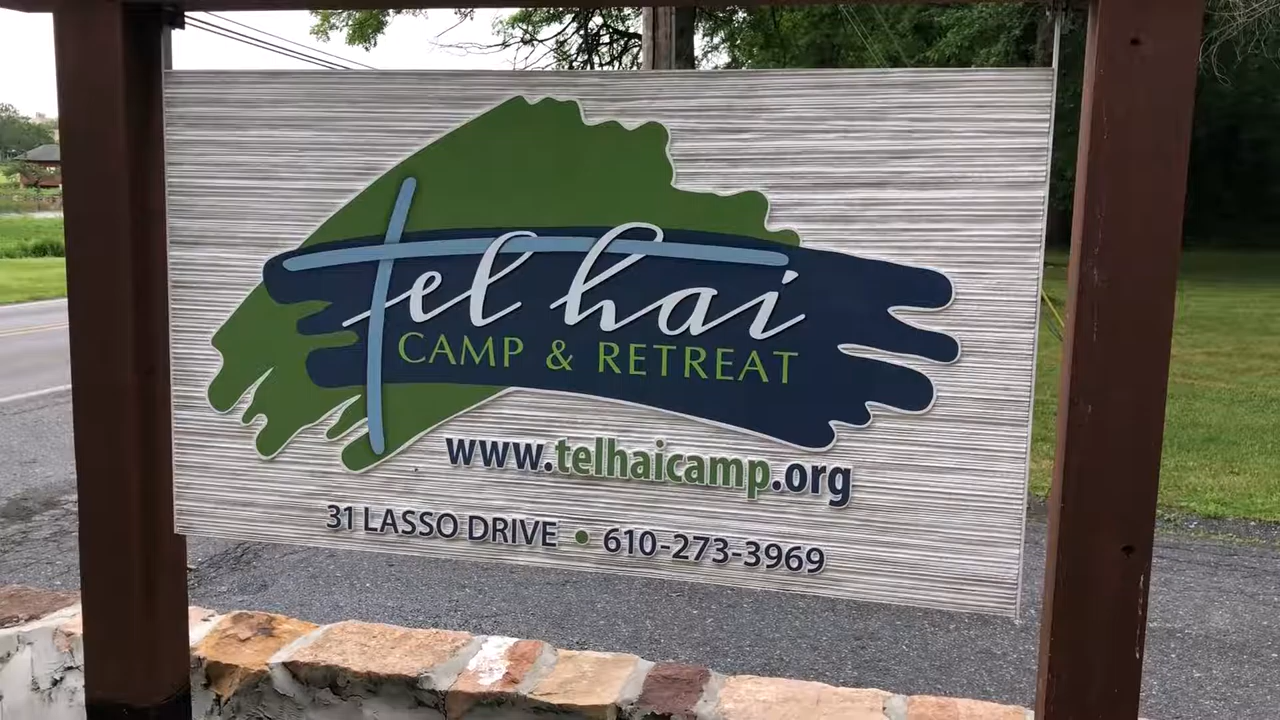 tel hai
CAMP & RETREAT
www.telhaicamp.org
31 LASSO DRIVE • 610-273-3969